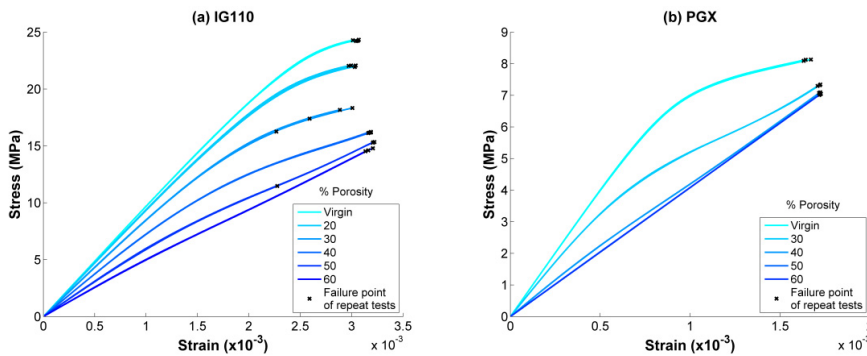 (a) IG110
25
20
15
10
5
0
Stress (MPa)
0
0.5
1
1.5
2
2.5
3
3.5
Strain (x10⁻³)
x 10⁻³
% Porosity
Virgin
20
30
40
50
60
Failure point
of repeat tests
(b) PGX
9
8
7
6
5
4
3
2
1
0
Stress (MPa)
0
0.5
1
1.5
Strain (x10⁻³)
x 10⁻³
% Porosity
Virgin
30
40
50
60
Failure point
of repeat tests